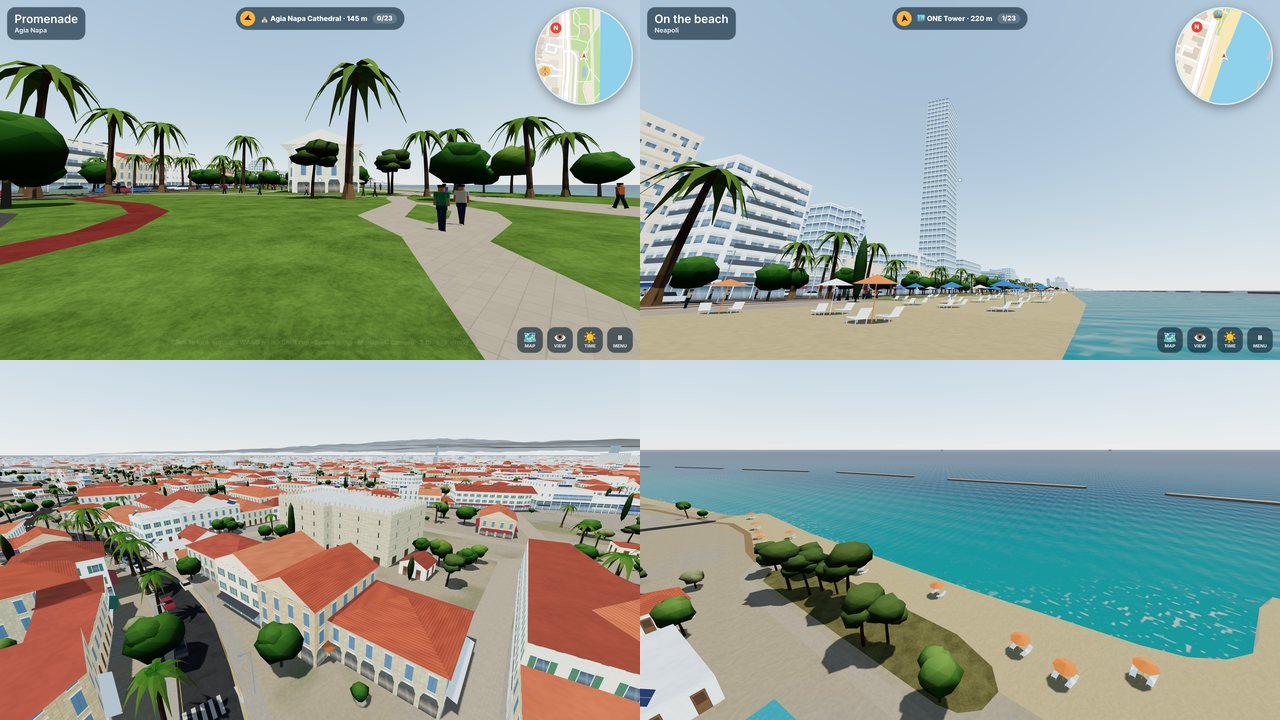 Promenade
Agia Napa
Agia Napa Cathedral · 145 m 0/23
N
MAP
VIEW
TIME
MENU
On the beach
Neapoli
ONE Tower · 220 m 1/23
N
MAP
VIEW
TIME
MENU